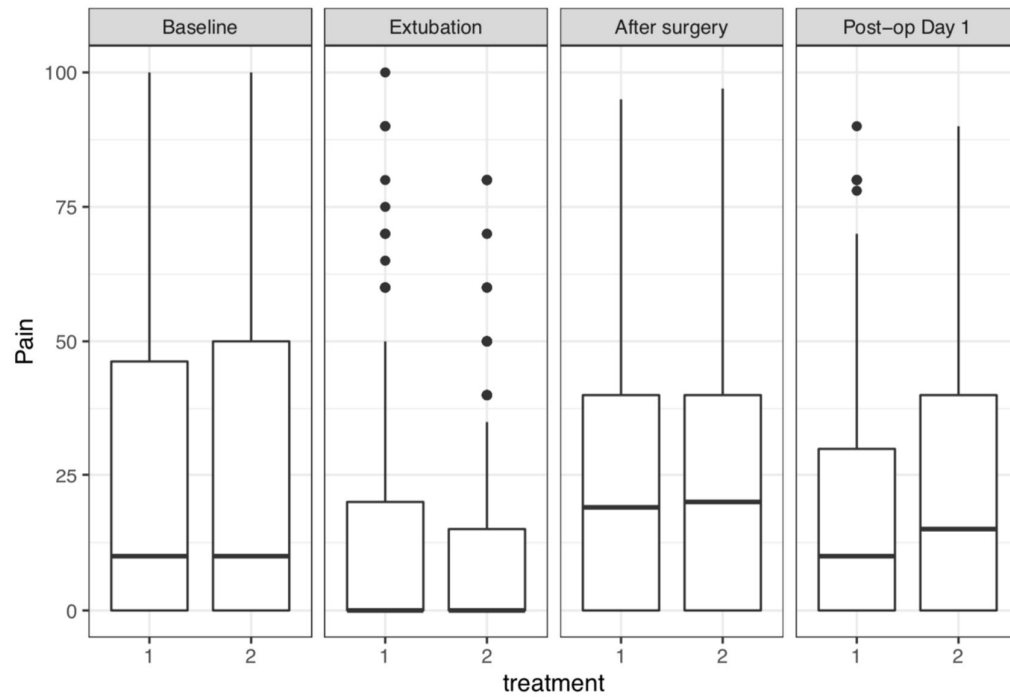 Baseline Extubation After surgery Post−op Day 1
100
75
50
25
0
Pain
1 2 1 2 1 2 1 2
treatment